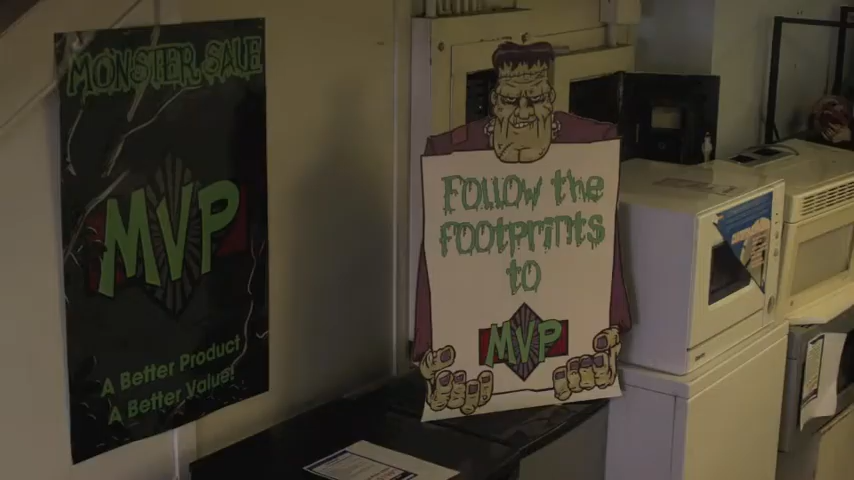 MONSTER SALE
MVP
A Better Product
A Better Value!
Follow the
footprints
to
MVP